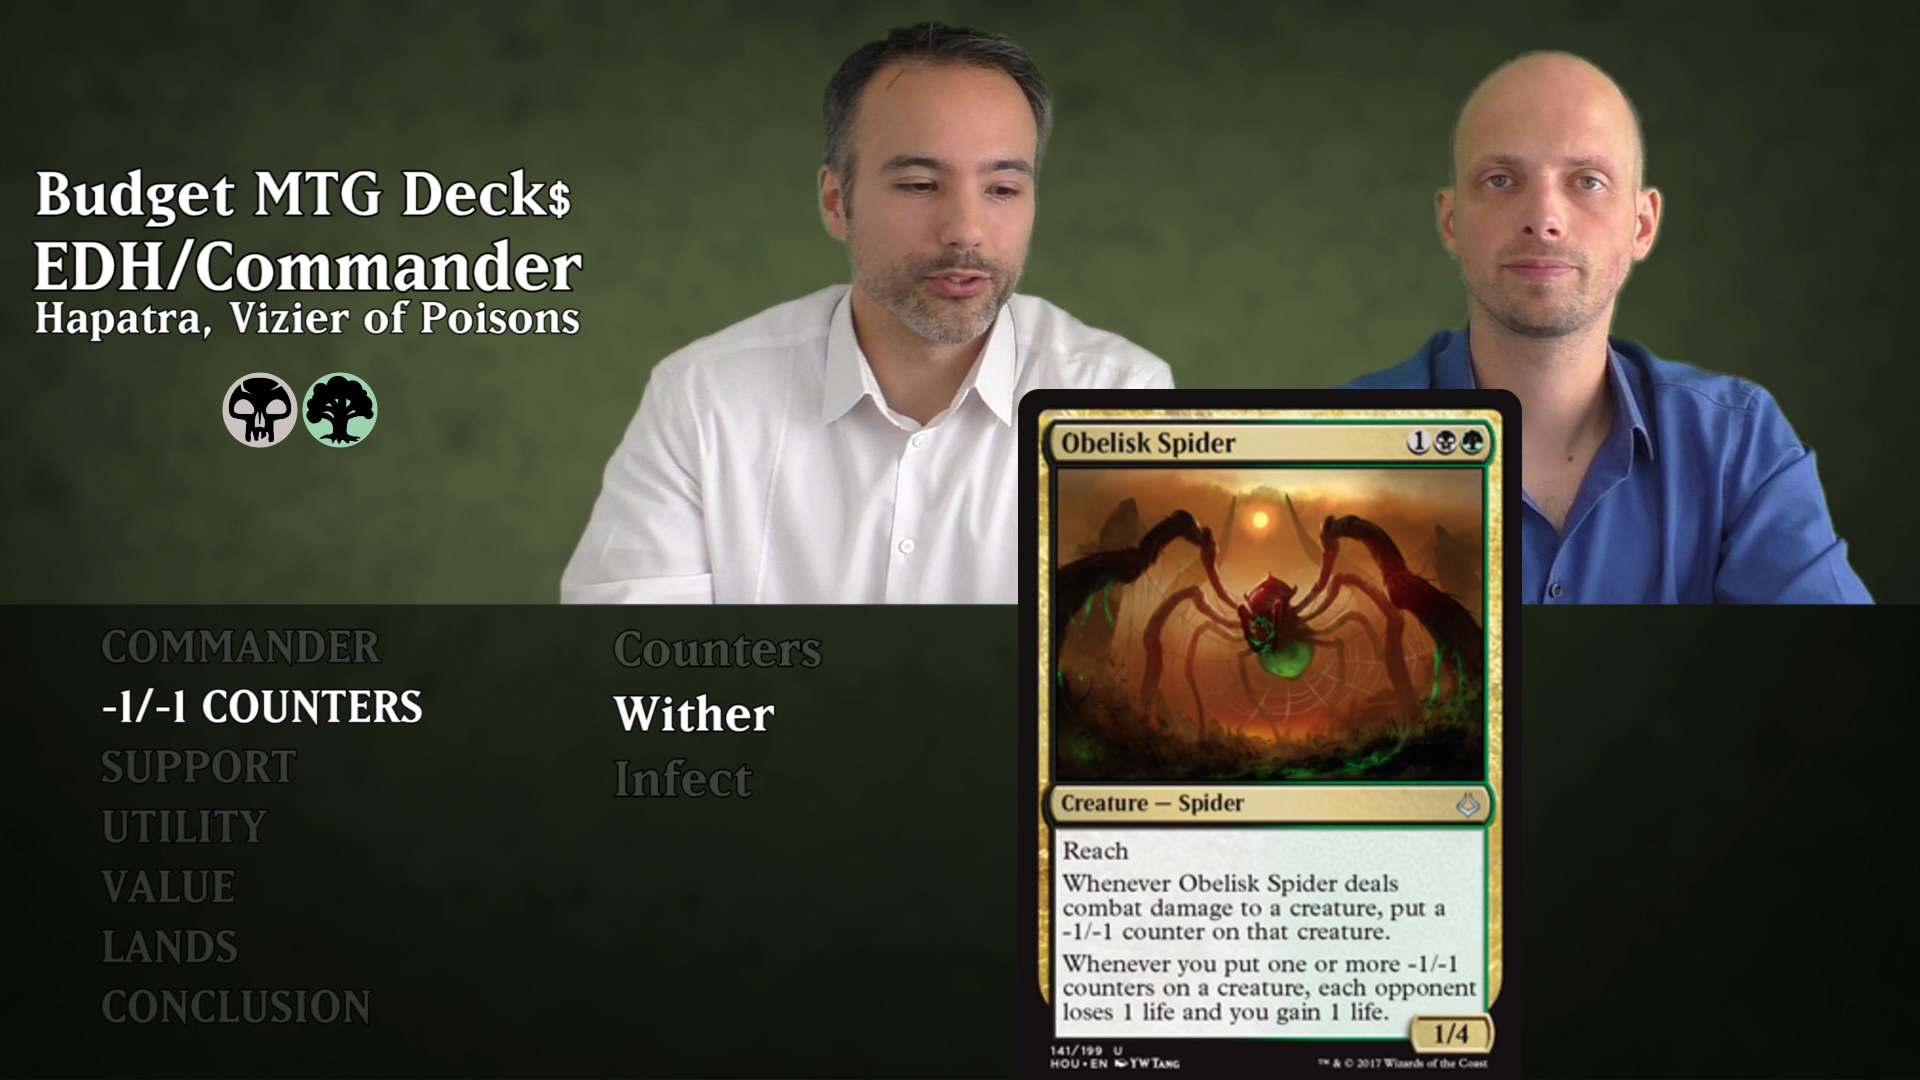 Budget MTG Deck$
EDH/Commander
Hapatra, Vizier of Poisons
COMMANDER
-1/-1 COUNTERS
SUPPORT
UTILITY
VALUE
LANDS
CONCLUSION
Counters
Wither
Infect
Obelisk Spider 1
Creature — Spider
Reach
Whenever Obelisk Spider deals
combat damage to a creature, put a
-1/-1 counter on that creature.
Whenever you put one or more -1/-1
counters on a creature, each opponent
loses 1 life and you gain 1 life.
1/4
141/199 U
HOU • EN YW TANG
™ & © 2017 Wizards of the Coast